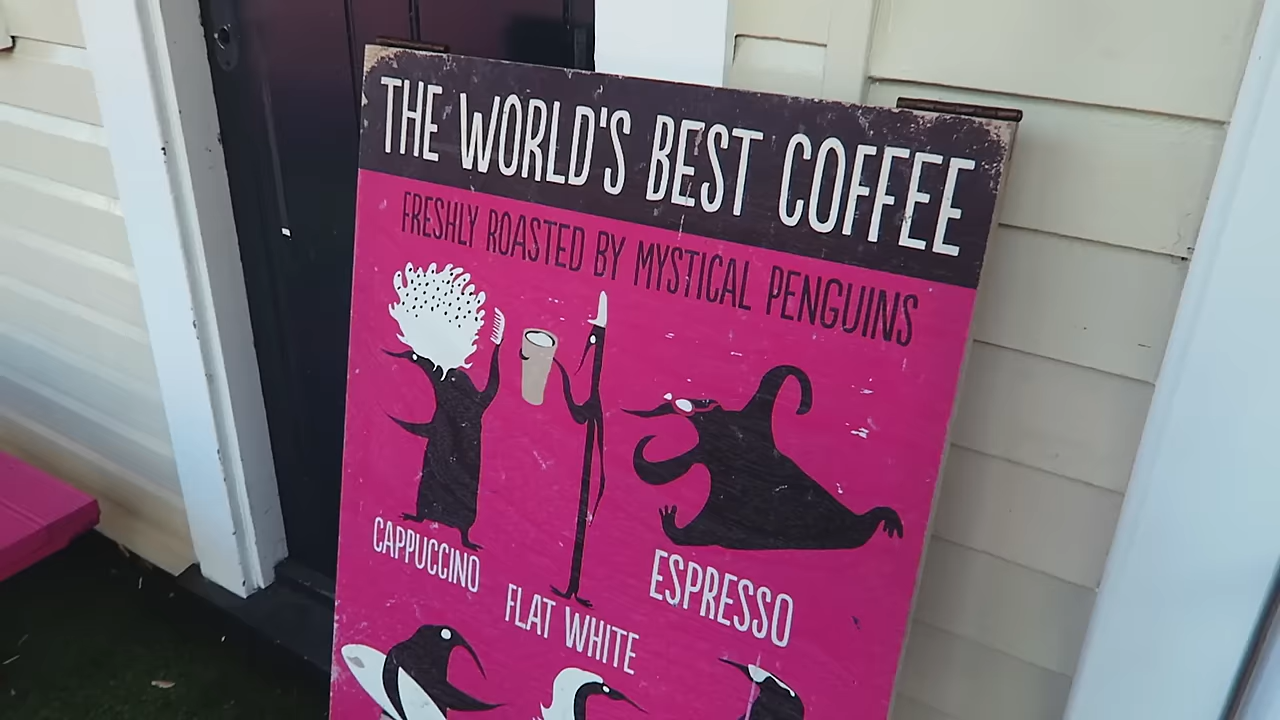 THE WORLD'S BEST COFFEE
FRESHLY ROASTED BY MYSTICAL PENGUINS
CAPPUCCINO
FLAT WHITE
ESPRESSO